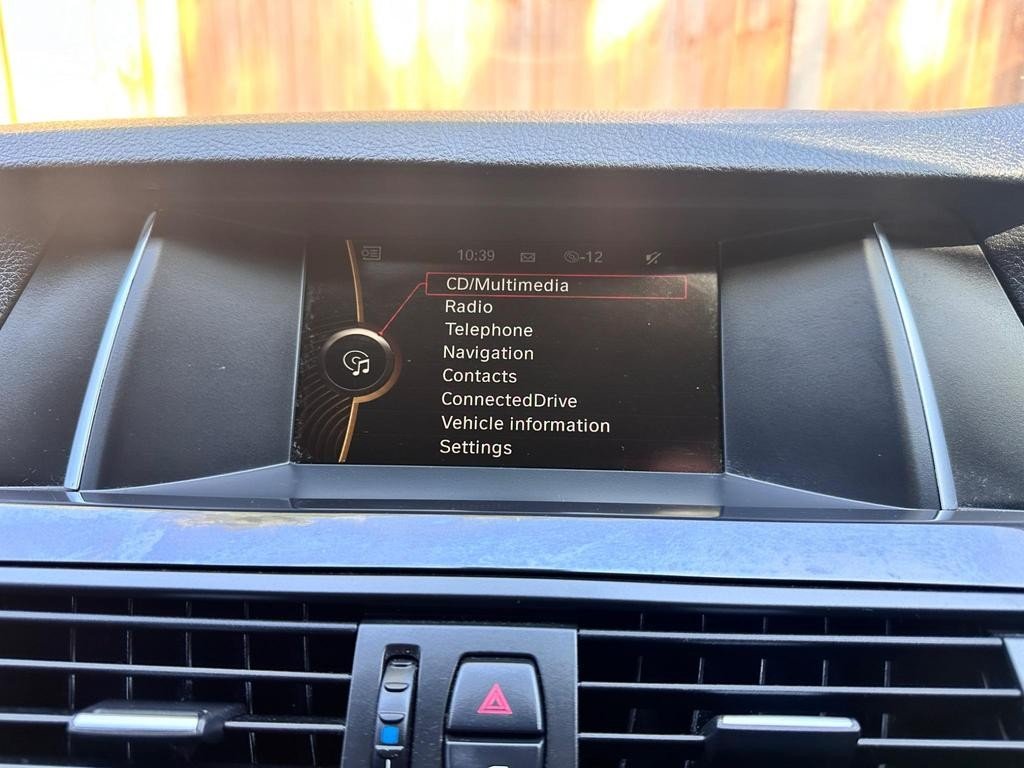 10:39 -12
CD/Multimedia
Radio
Telephone
Navigation
Contacts
ConnectedDrive
Vehicle information
Settings